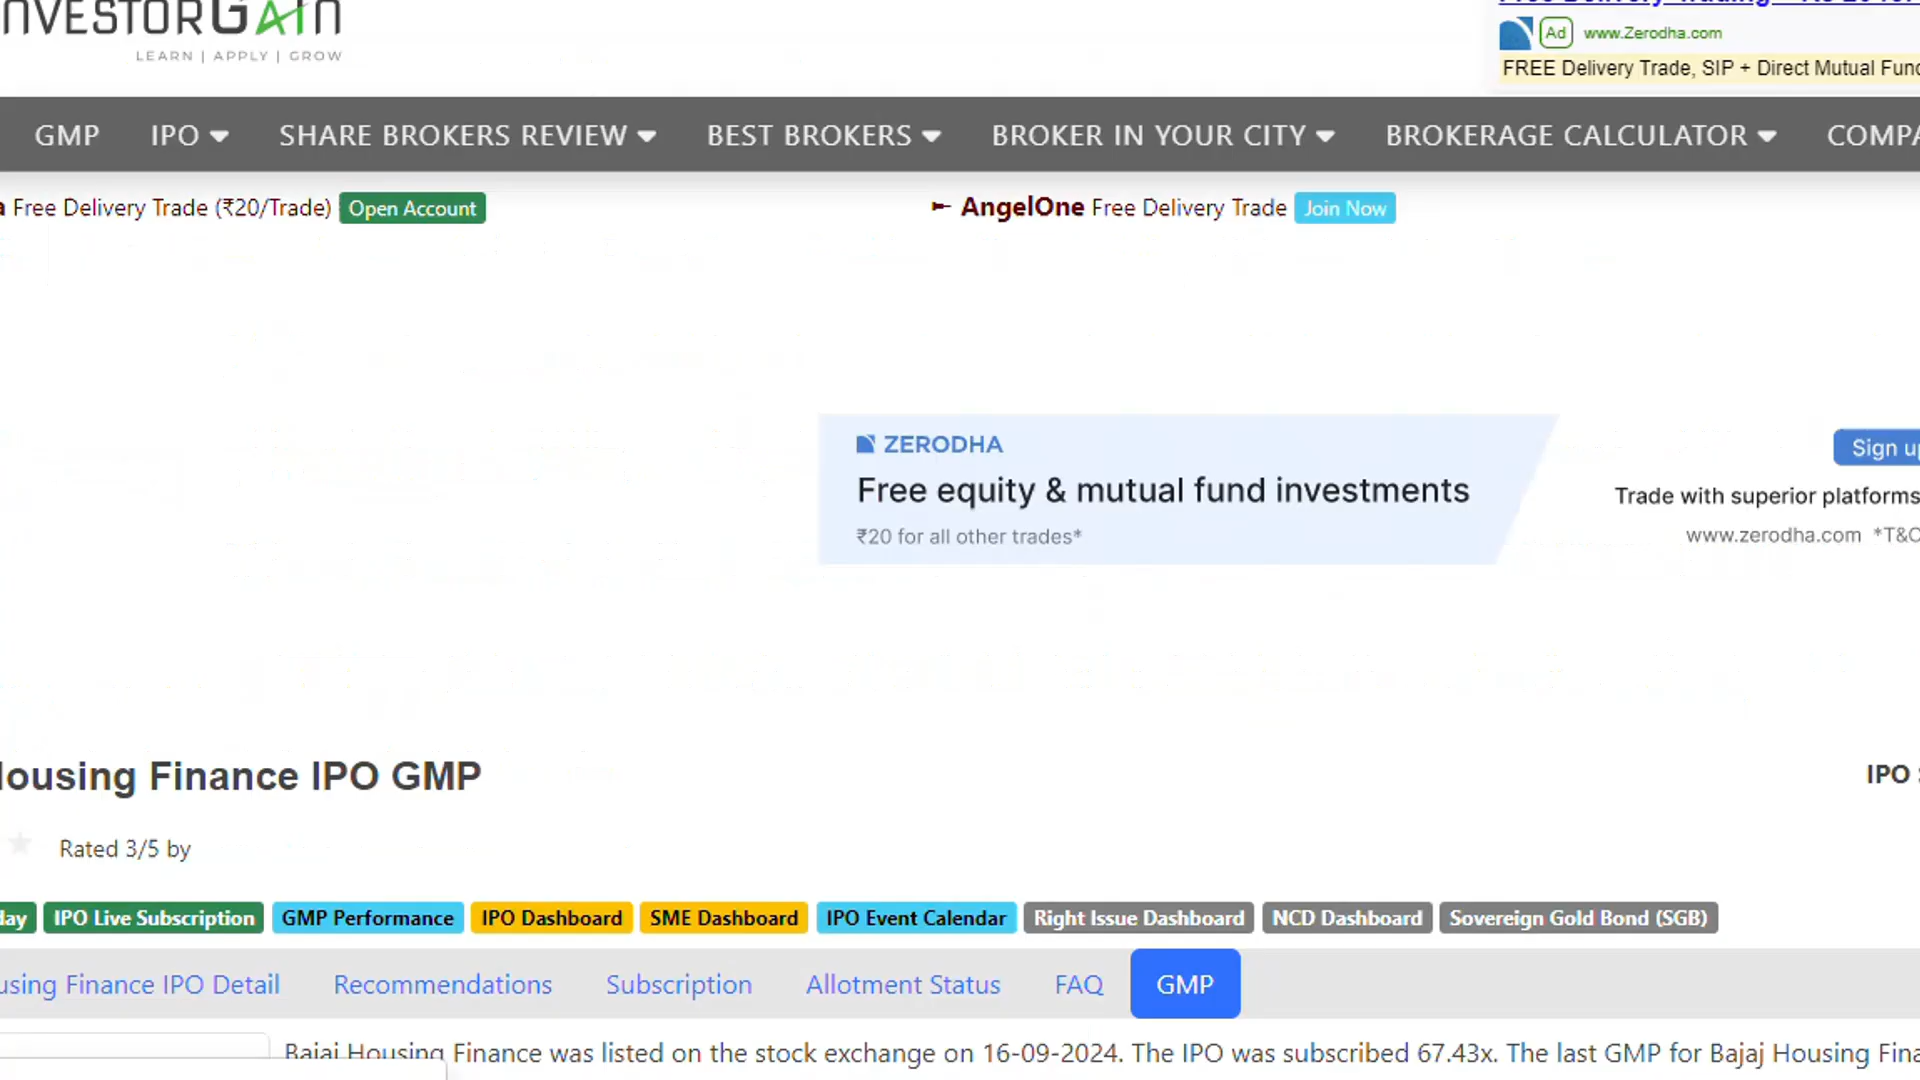 INVESTORGAIN
LEARN | APPLY | GROW
Ad www.Zerodha.com
FREE Delivery Trade, SIP + Direct Mutual Fund
GMP IPO SHARE BROKERS REVIEW BEST BROKERS BROKER IN YOUR CITY BROKERAGE CALCULATOR COMPA
a Free Delivery Trade (₹20/Trade) Open Account
AngelOne Free Delivery Trade Join Now
ZERODHA
Free equity & mutual fund investments
₹20 for all other trades*
Sign up
Trade with superior platforms
www.zerodha.com *T&C
Housing Finance IPO GMP
IPO
Rated 3/5 by
day IPO Live Subscription GMP Performance IPO Dashboard SME Dashboard IPO Event Calendar Right Issue Dashboard NCD Dashboard Sovereign Gold Bond (SGB)
using Finance IPO Detail Recommendations Subscription Allotment Status FAQ GMP
Bajaj Housing Finance was listed on the stock exchange on 16-09-2024. The IPO was subscribed 67.43x. The last GMP for Bajaj Housing Fina